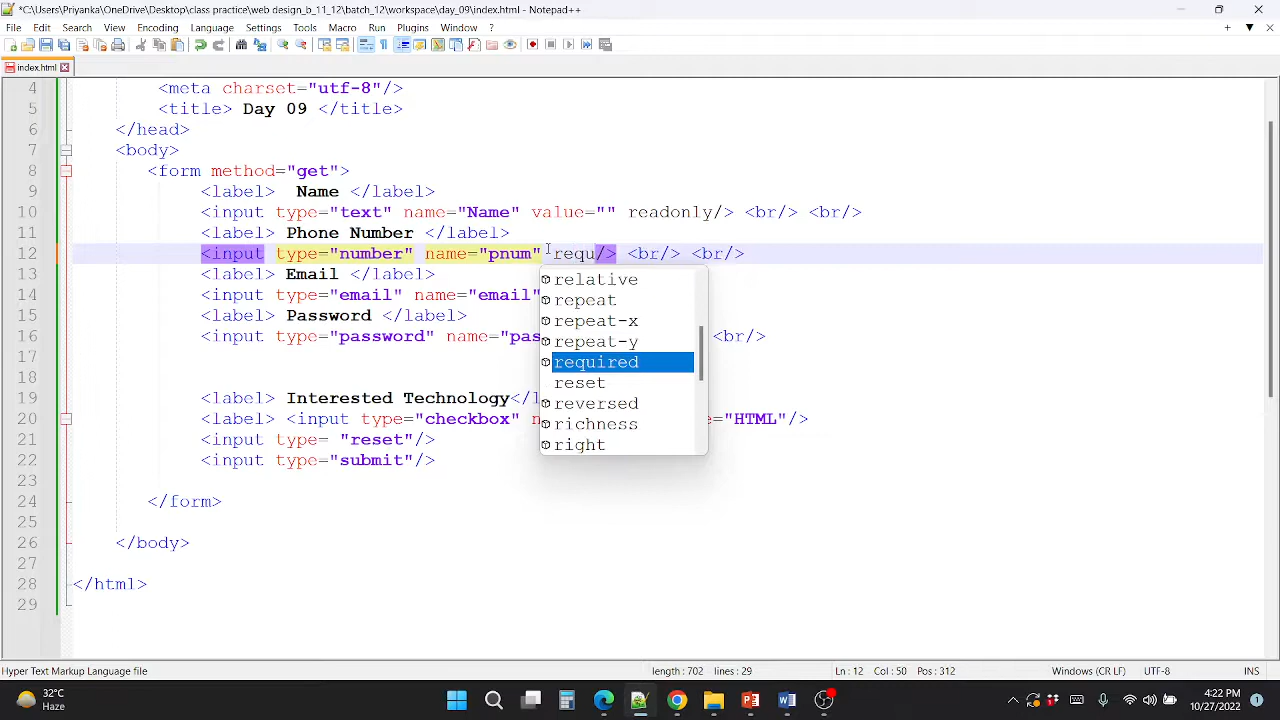 *C:\Users\Priyanka\OneDrive\Desktop\class practice\web design_b_11_12\batch_12\workspace\day_09\index.html - Notepad++
File Edit Search View Encoding Language Settings Tools Macro Run Plugins Window ?
index.html
4 <meta charset="utf-8"/>
5 <title> Day 09 </title>
6 </head>
7 <body>
8 <form method="get">
9 <label> Name </label>
10 <input type="text" name="Name" value="" readonly/> <br/> <br/>
11 <label> Phone Number </label>
12 <input type="number" name="pnum" requ/> <br/> <br/>
13 <label> Email </label>
14 <input type="email" name="email"
15 <label> Password </label>
16 <input type="password" name="pas <br/>
17
18
19 <label> Interested Technology</l
20 <label> <input type="checkbox" n e="HTML"/>
21 <input type= "reset"/>
22 <input type="submit"/>
23
24 </form>
25
26 </body>
27
28 </html>
29
relative
repeat
repeat-x
repeat-y
required
reset
reversed
richness
right
Hyper Text Markup Language file length : 702 lines : 29 Ln : 12 Col : 50 Pos : 312 Windows (CR LF) UTF-8 INS
32°C
Haze
4:22 PM
10/27/2022